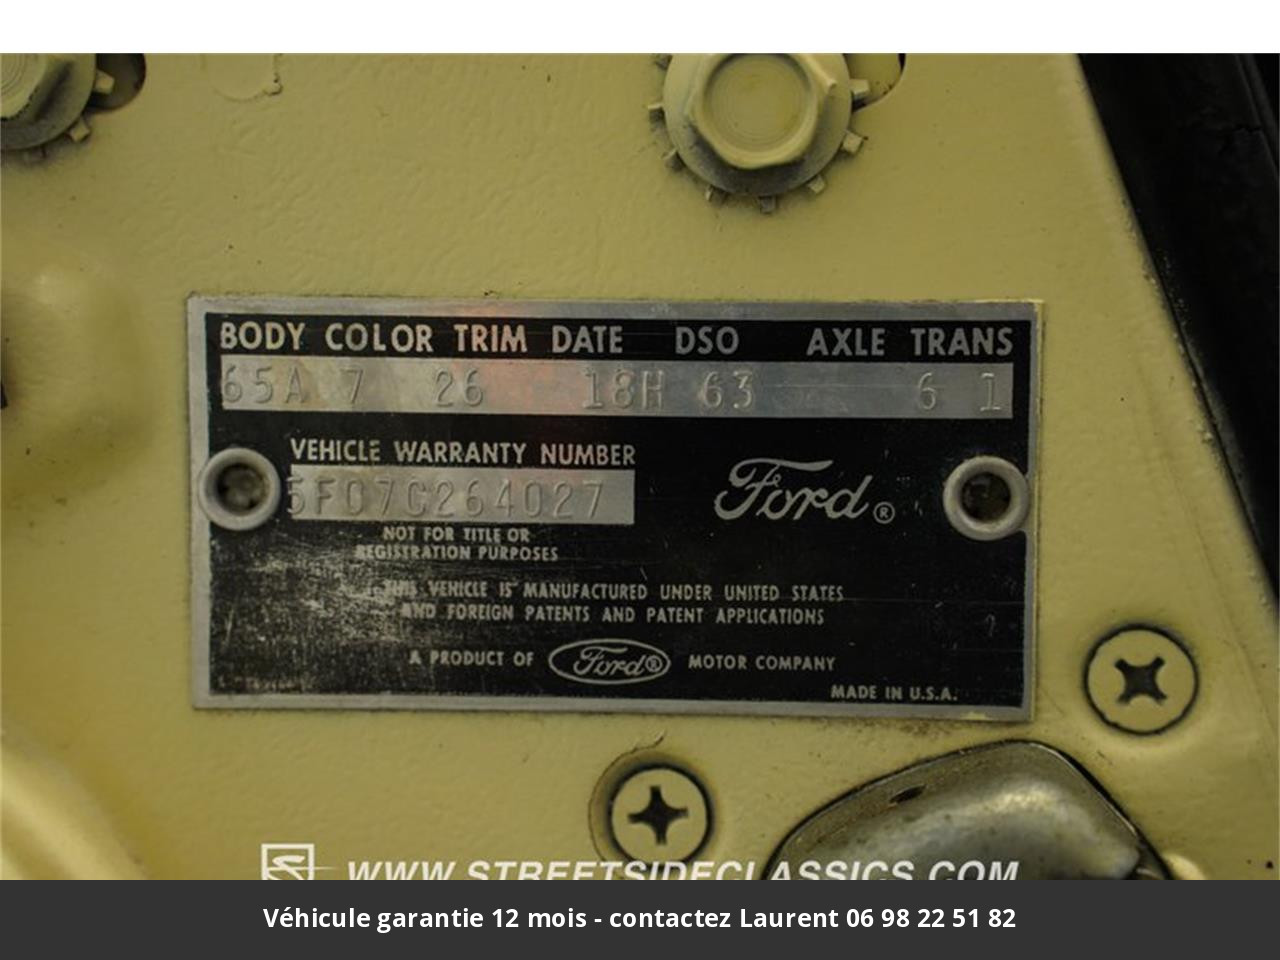 BODY COLOR TRIM DATE DSO AXLE TRANS
65A 7 26 18H 63 6 1
VEHICLE WARRANTY NUMBER
5F07C264027
Ford®
NOT FOR TITLE OR
REGISTRATION PURPOSES
THIS VEHICLE IS MANUFACTURED UNDER UNITED STATES
AND FOREIGN PATENTS AND PATENT APPLICATIONS
A PRODUCT OF Ford® MOTOR COMPANY
MADE IN U.S.A.
WWW.STREETSIDECLASSICS.COM
Véhicule garantie 12 mois - contactez Laurent 06 98 22 51 82